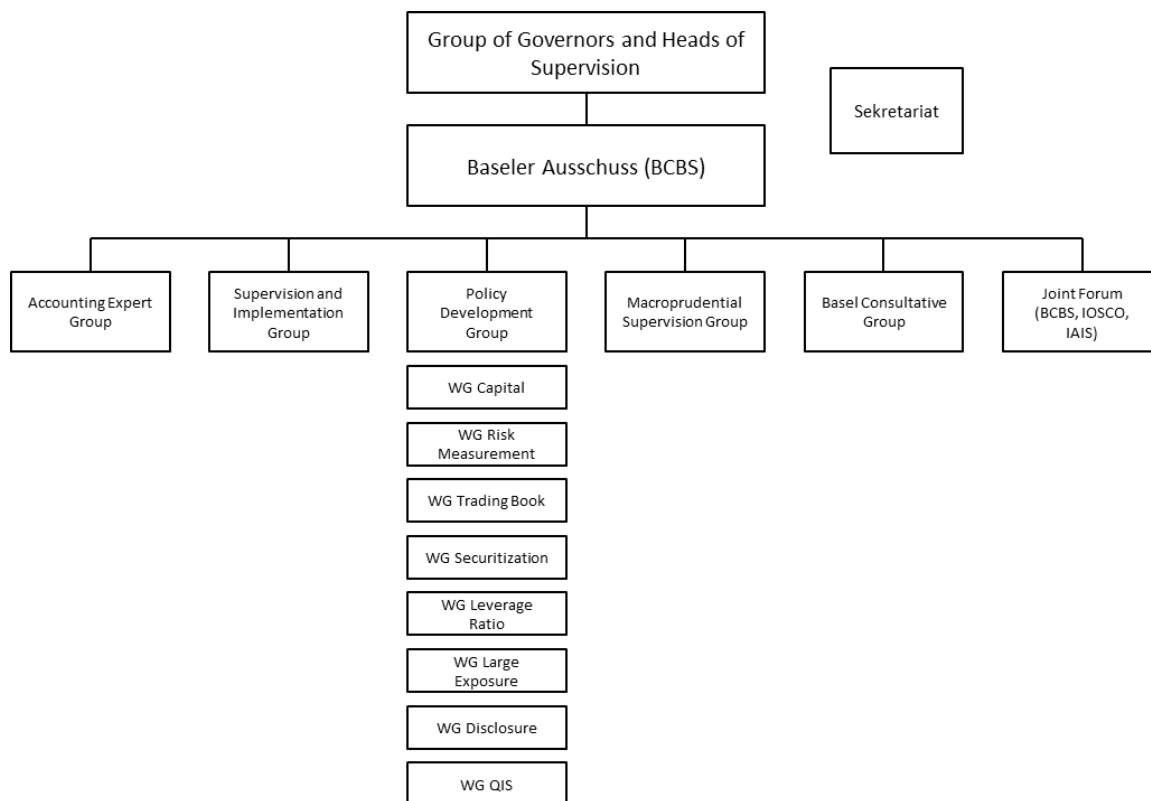 Group of Governors and Heads of
Supervision
Sekretariat
Baseler Ausschuss (BCBS)
Accounting Expert
Group
Supervision and
Implementation
Group
Policy
Development
Group
Macroprudential
Supervision Group
Basel Consultative
Group
Joint Forum
(BCBS, IOSCO,
IAIS)
WG Capital
WG Risk
Measurement
WG Trading Book
WG Securitization
WG Leverage
Ratio
WG Large
Exposure
WG Disclosure
WG QIS